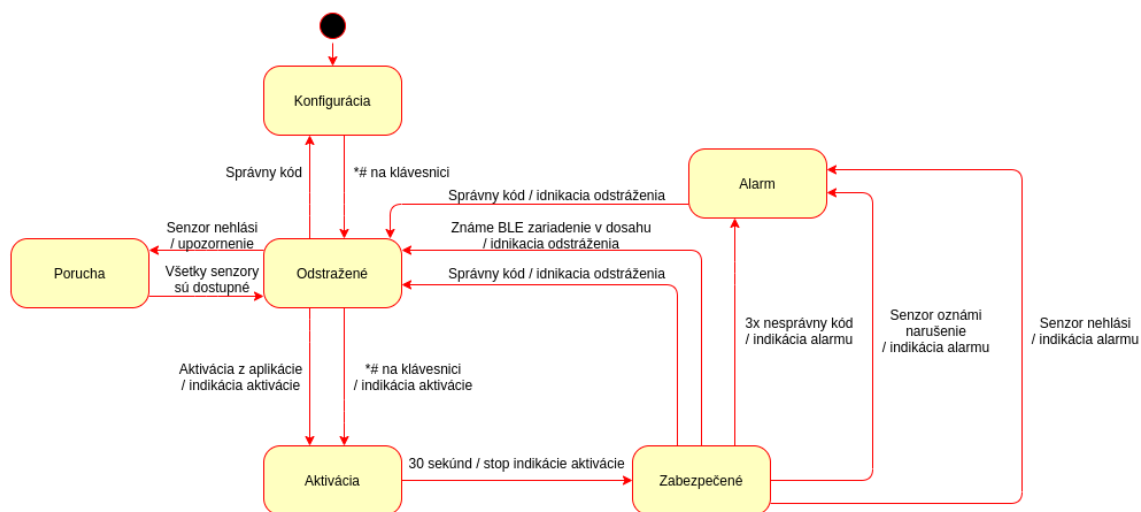 Konfigurácia
Správny kód
*# na klávesnici
Alarm
Správny kód / idnikacia odstráženia
Senzor nehlási
/ upozornenie
Známe BLE zariadenie v dosahu
/ idnikacia odstráženia
Porucha
Všetky senzory
sú dostupné
Odstražené
Správny kód / idnikacia odstráženia
3x nesprávny kód
/ indikácia alarmu
Senzor oznámi
narušenie
/ indikácia alarmu
Senzor nehlási
/ indikácia alarmu
Aktivácia z aplikácie
/ indikácia aktivácie
*# na klávesnici
/ indikácia aktivácie
Aktivácia
30 sekúnd / stop indikácie aktivácie
Zabezpečené